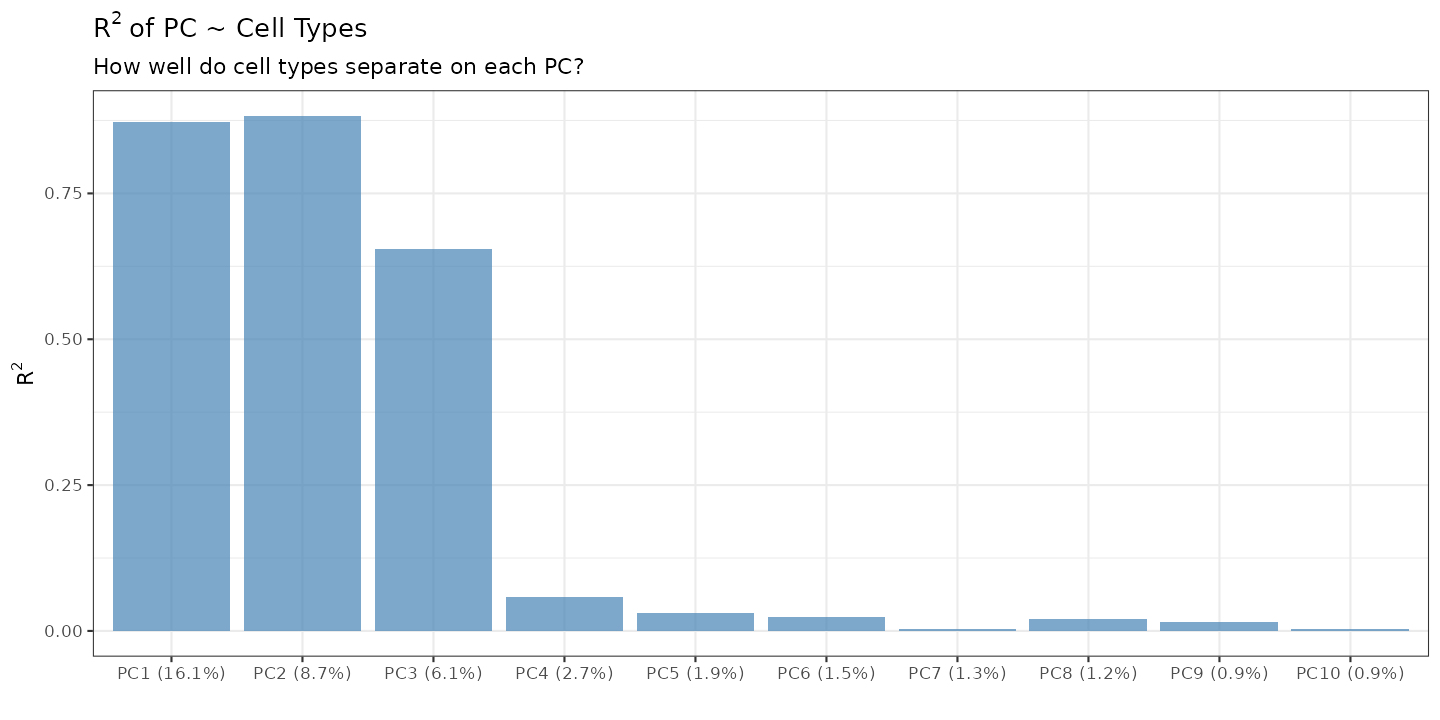 R² of PC ~ Cell Types
How well do cell types separate on each PC?
R²
0.75
0.50
0.25
0.00
PC1 (16.1%) PC2 (8.7%) PC3 (6.1%) PC4 (2.7%) PC5 (1.9%) PC6 (1.5%) PC7 (1.3%) PC8 (1.2%) PC9 (0.9%) PC10 (0.9%)